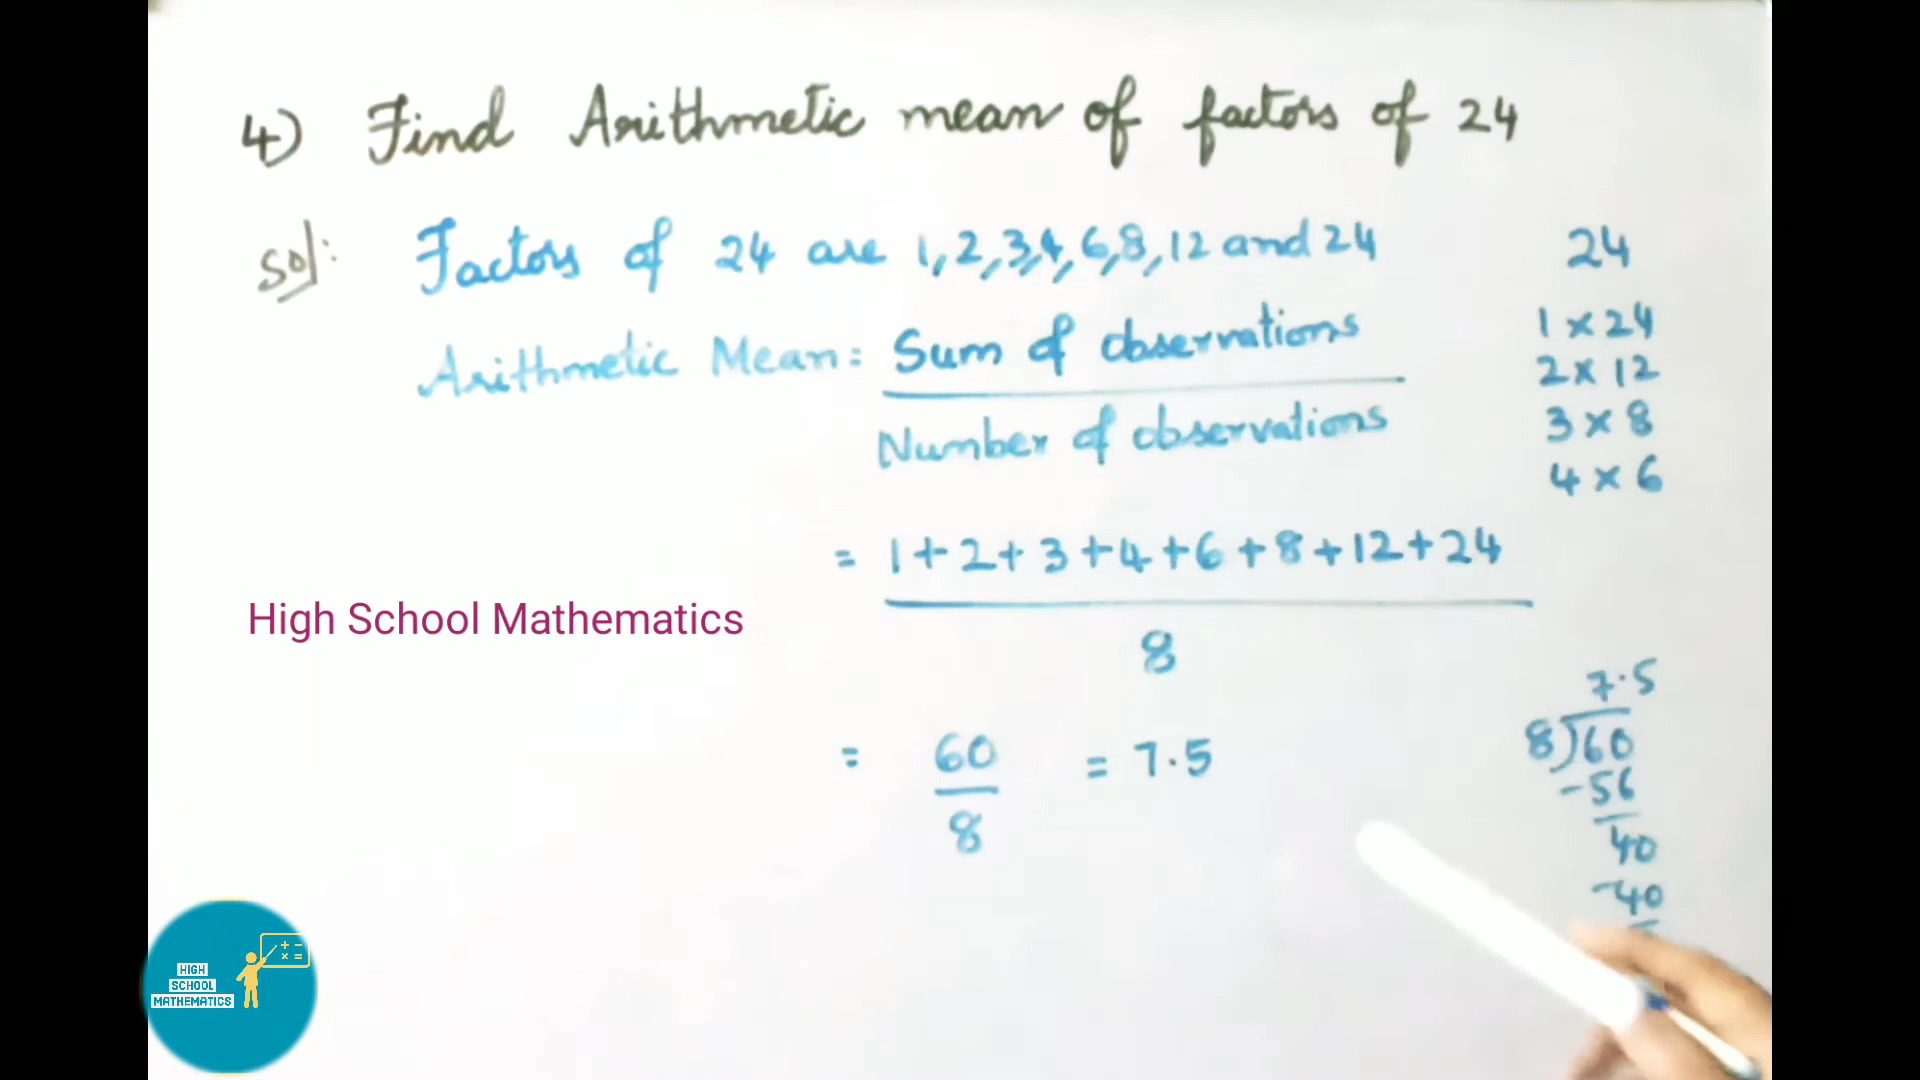 4) Find Arithmetic mean of factors of 24
Sol: Factors of 24 are 1, 2, 3, 4, 6, 8, 12 and 24
24
Arithmetic Mean = Sum of observations
Number of observations
1 × 24
2 × 12
3 × 8
4 × 6
= 1 + 2 + 3 + 4 + 6 + 8 + 12 + 24
8
High School Mathematics
= 60
8
= 7.5
7.5
8)60
-56
40
-40
+ -
× =
HIGH
SCHOOL
MATHEMATICS